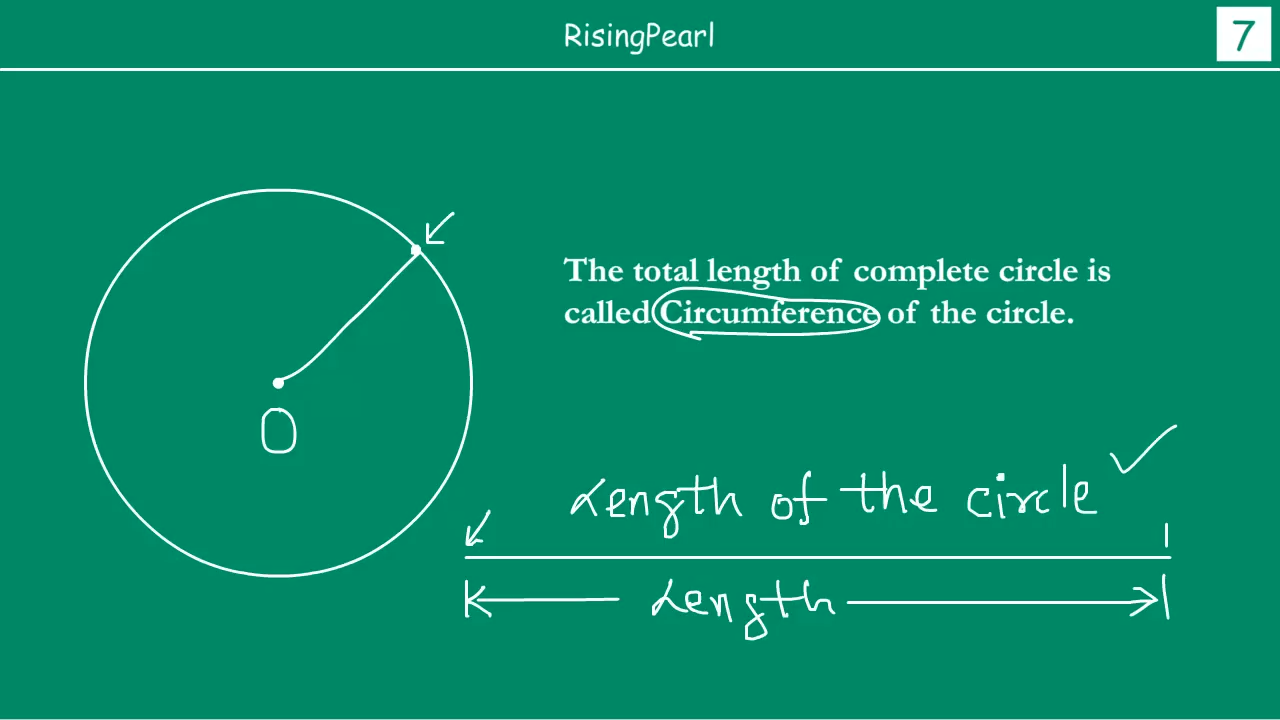 RisingPearl
7
The total length of complete circle is
called Circumference of the circle.
O
Length of the circle
Length